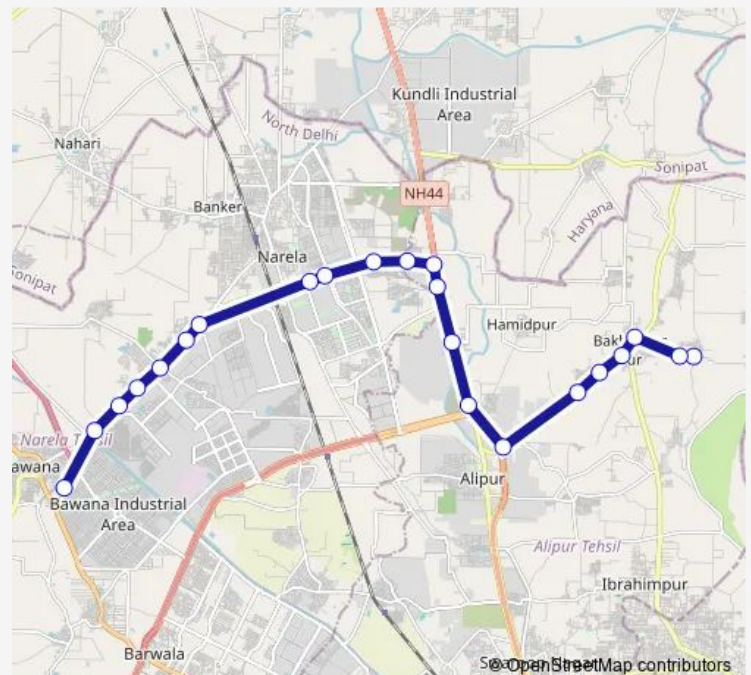 Kundli Industrial
Area
Nahari
North Delhi
Sonipat
NH44
Banker
Haryana
Narela
Sonipat
Hamidpur
Narela Tehsil
awana
Alipur
Bawana Industrial
Area
Alipur Tehsil
Ibrahimpur
Barwala
© OpenStreetMap contributors